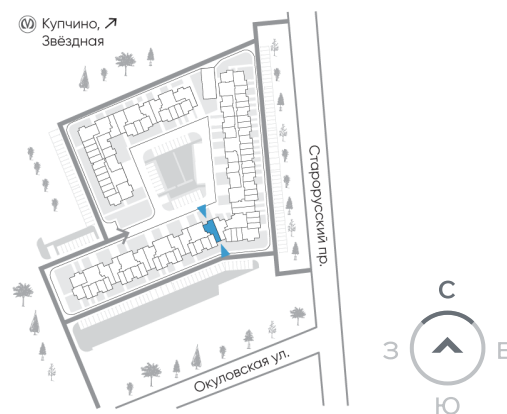 Купчино, ↗
Звёздная
Старорусский пр.
Окуловская ул.
С
З
В
Ю